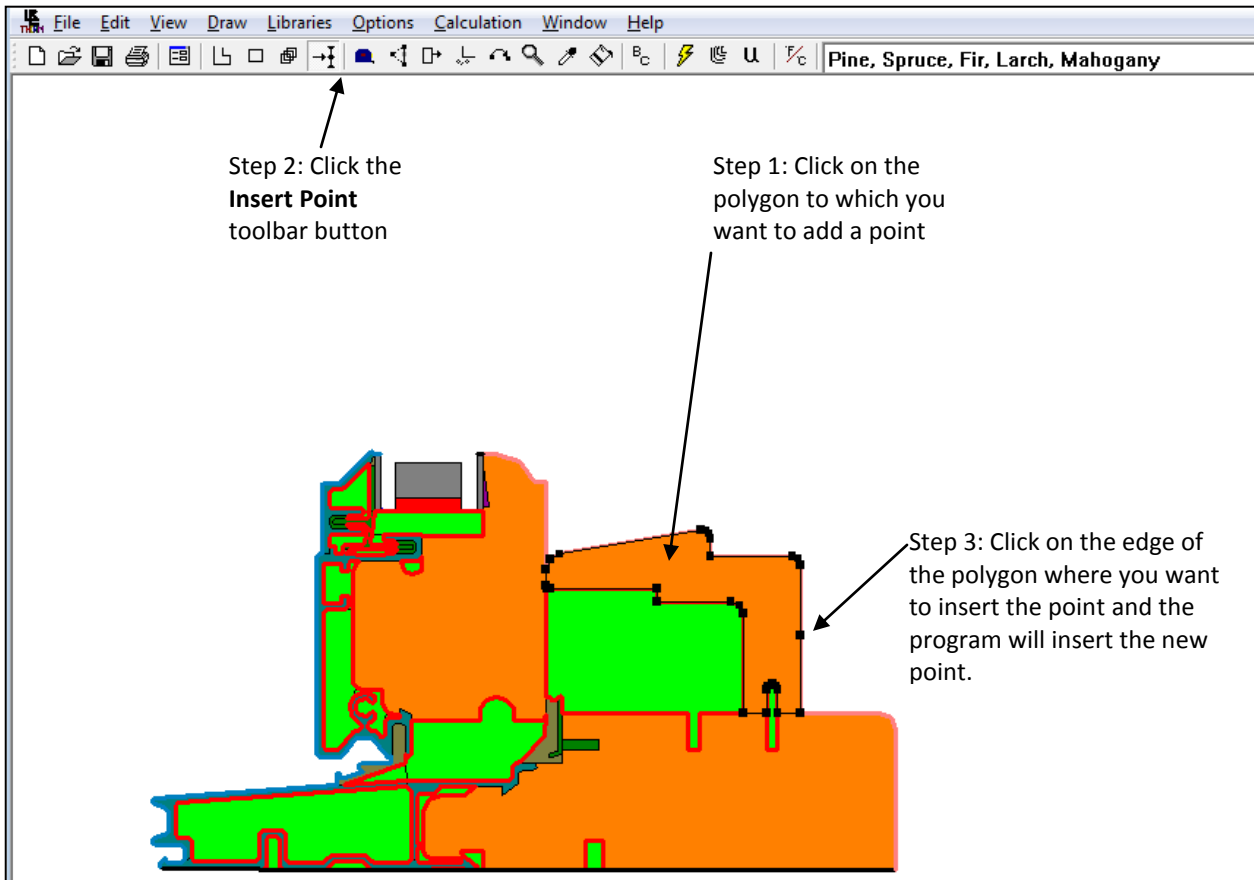 File Edit View Draw Libraries Options Calculation Window Help
BC U °F/C Pine, Spruce, Fir, Larch, Mahogany
Step 2: Click the
Insert Point
toolbar button
Step 1: Click on the
polygon to which you
want to add a point
Step 3: Click on the edge of
the polygon where you want
to insert the point and the
program will insert the new
point.